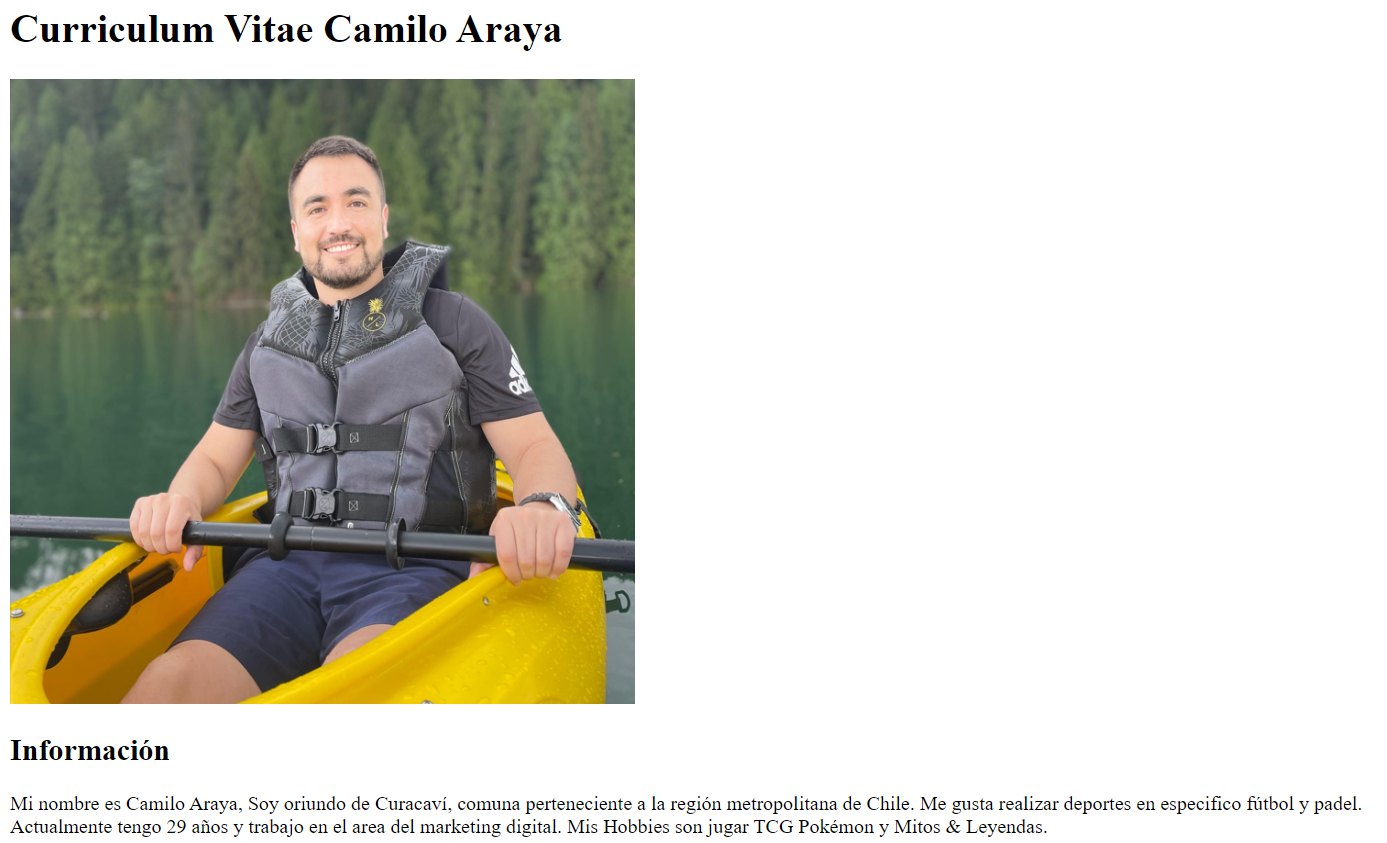 Curriculum Vitae Camilo Araya
H L
adi
Información
Mi nombre es Camilo Araya, Soy oriundo de Curacaví, comuna perteneciente a la región metropolitana de Chile. Me gusta realizar deportes en especifico fútbol y padel.
Actualmente tengo 29 años y trabajo en el area del marketing digital. Mis Hobbies son jugar TCG Pokémon y Mitos & Leyendas.